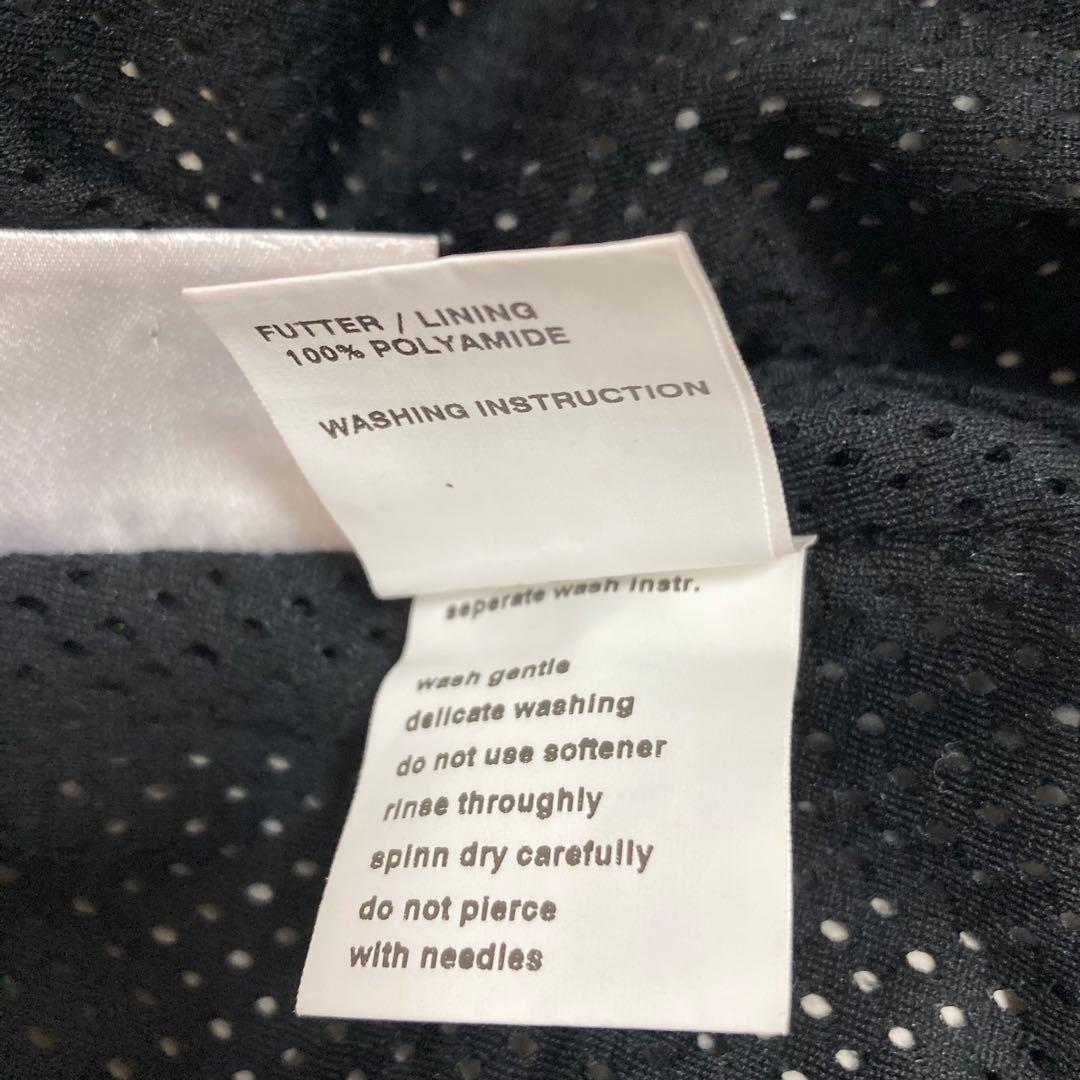 FUTTER / LINING
100% POLYAMIDE
WASHING INSTRUCTION
seperate wash instr.
wash gentle
delicate washing
do not use softener
rinse throughly
spinn dry carefully
do not pierce
with needles